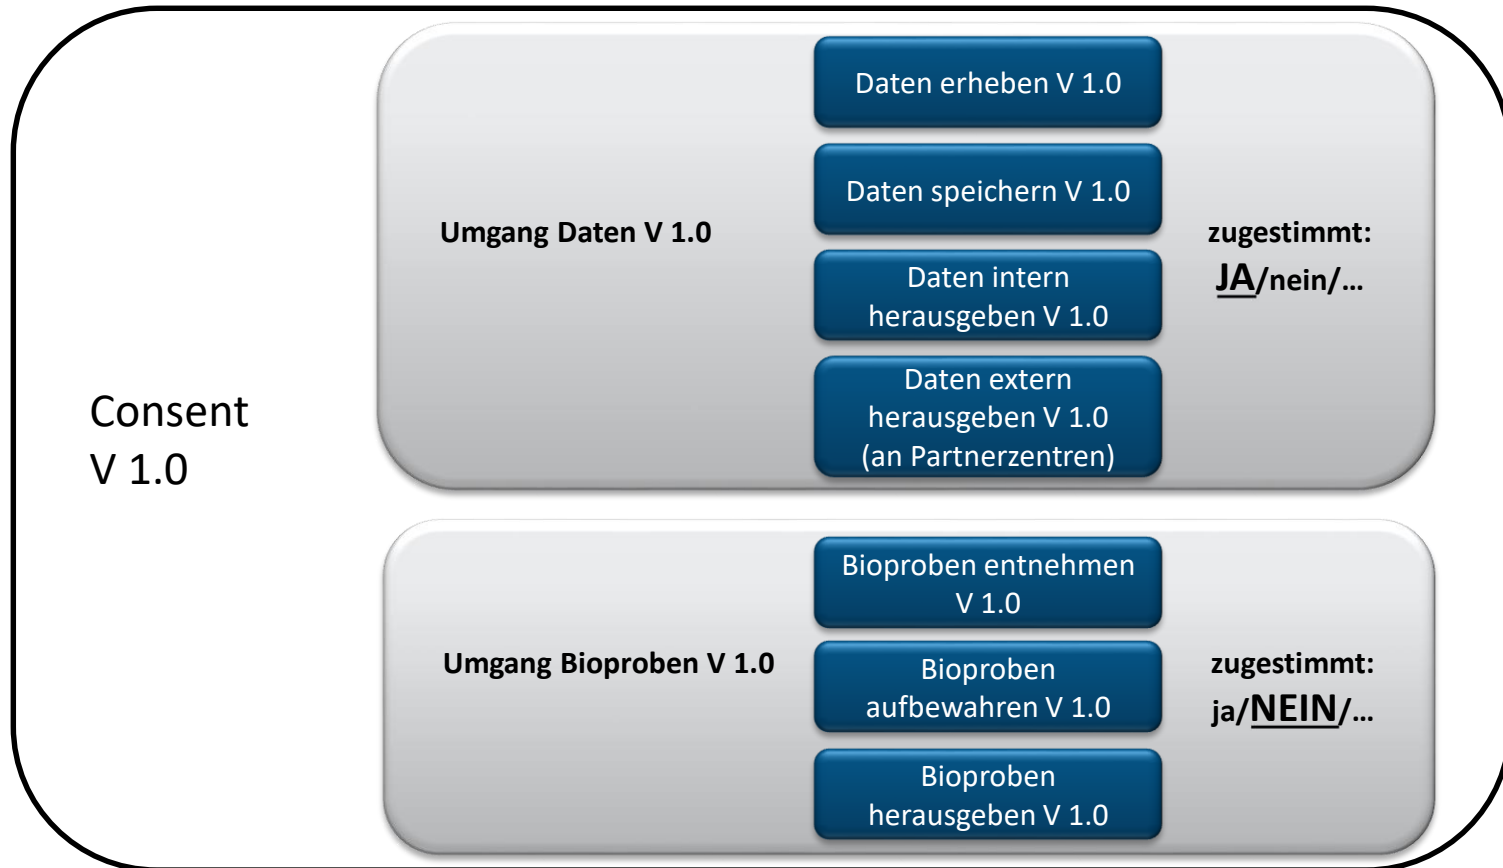 Consent
V 1.0
Umgang Daten V 1.0
Daten erheben V 1.0
Daten speichern V 1.0
Daten intern
herausgeben V 1.0
Daten extern
herausgeben V 1.0
(an Partnerzentren)
zugestimmt:
JA/nein/...
Umgang Bioproben V 1.0
Bioproben entnehmen
V 1.0
Bioproben
aufbewahren V 1.0
Bioproben
herausgeben V 1.0
zugestimmt:
ja/NEIN/...